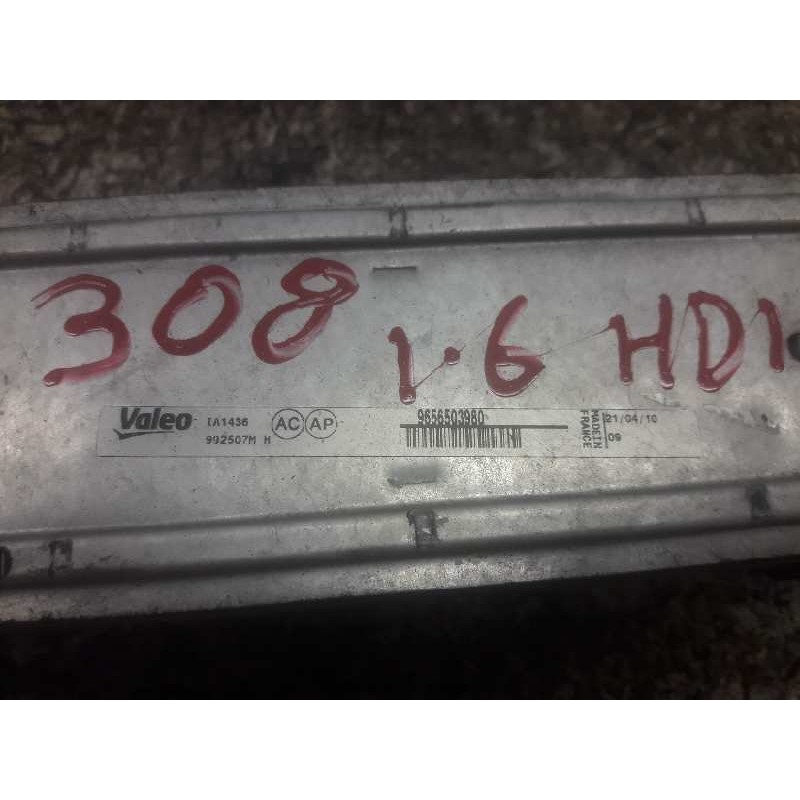 308 1.6 HDI
Valeo IA1436 AC AP 9656503980 MADE IN FRANCE 21/04/10
992507M H 09